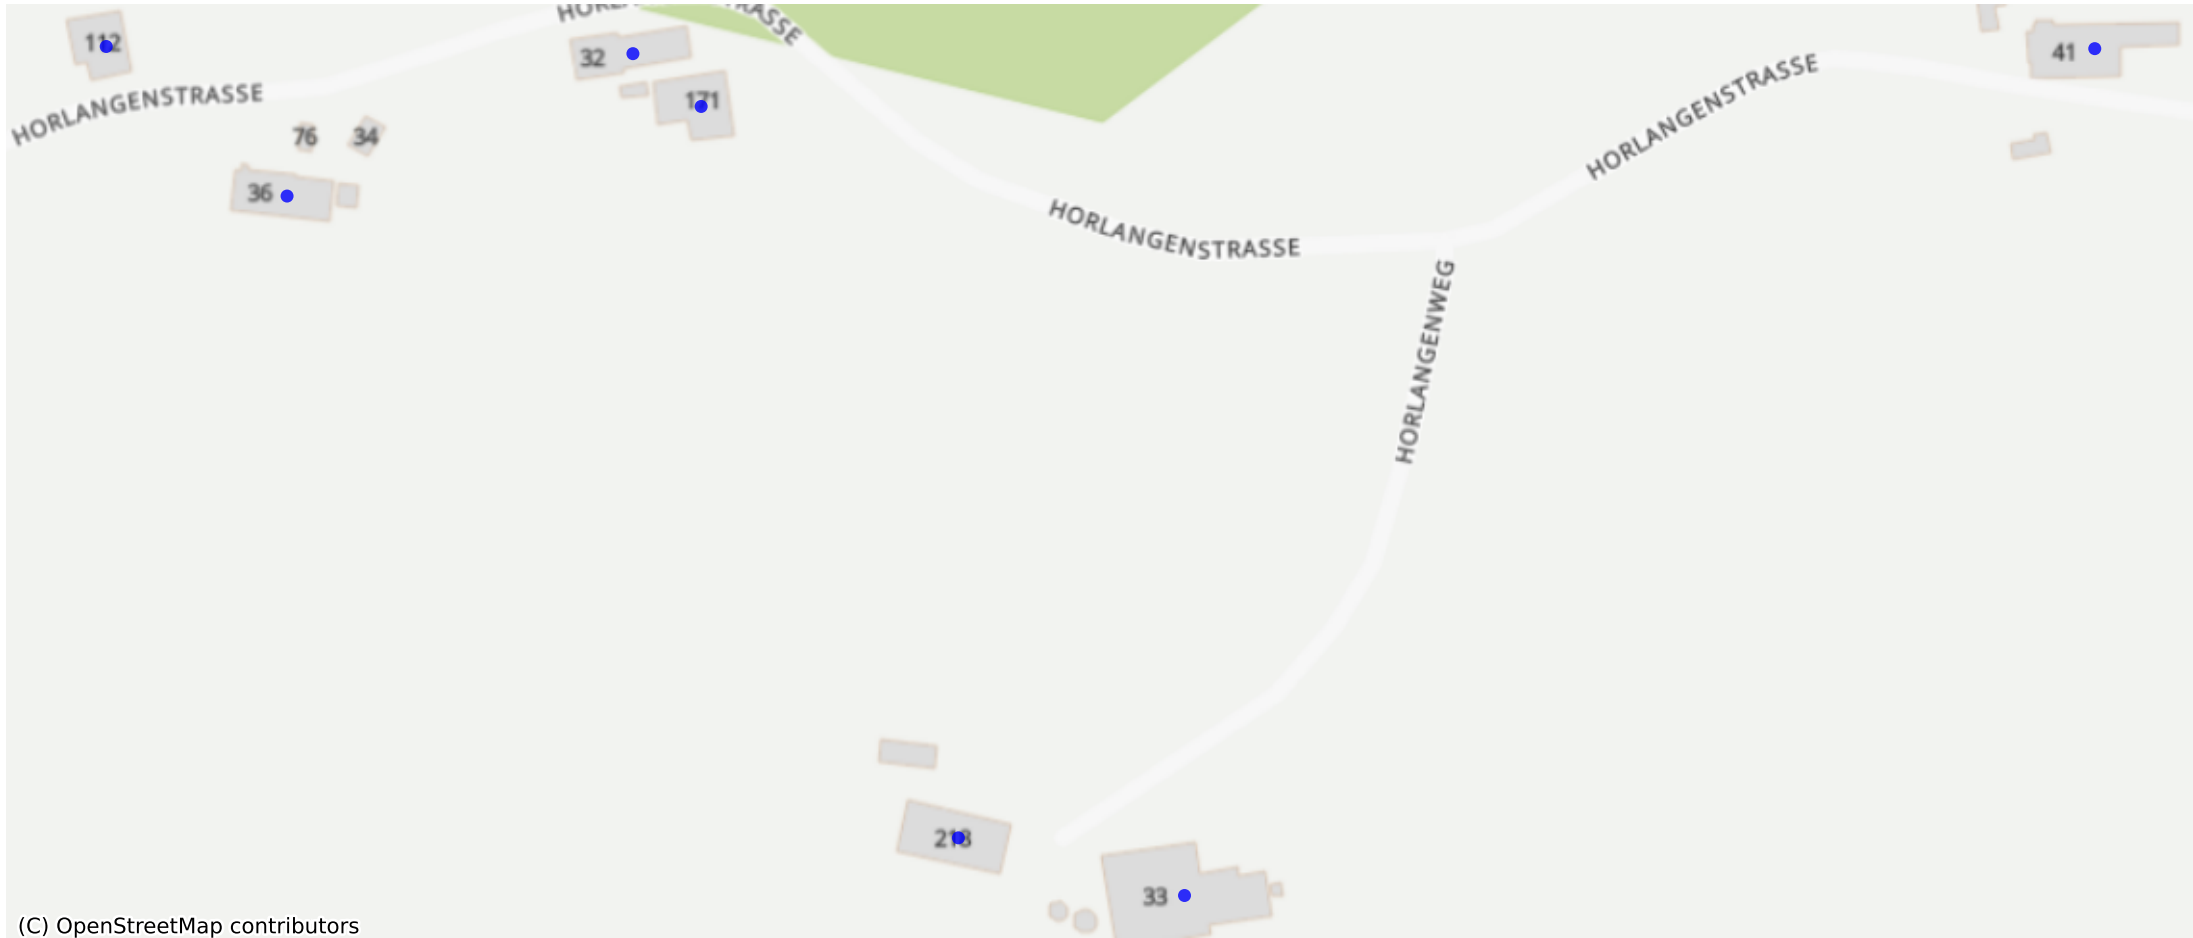 112
32
171
41
HORLANGENSTRASSE
76
34
36
HORLANGENSTRASSE
HORLANGENSTRASSE
HORLANGENWEG
33
(C) OpenStreetMap contributors